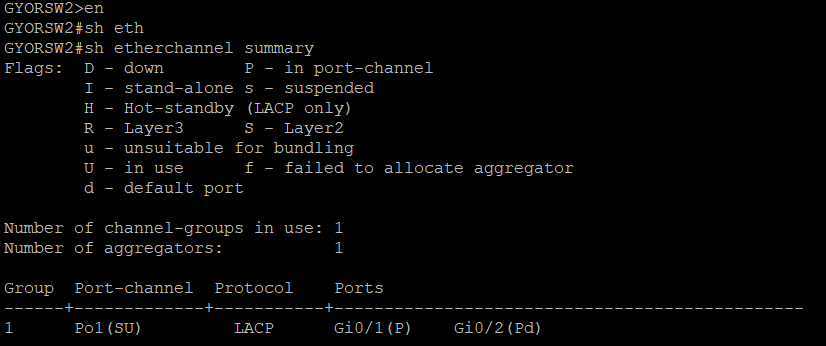 GYORSW2>en
GYORSW2#sh eth
GYORSW2#sh etherchannel summary
Flags:  D - down        P - in port-channel
        I - stand-alone s - suspended
        H - Hot-standby (LACP only)
        R - Layer3      S - Layer2
        u - unsuitable for bundling
        U - in use      f - failed to allocate aggregator
        d - default port

Number of channel-groups in use: 1
Number of aggregators:           1

Group  Port-channel  Protocol    Ports
------+-------------+-----------+-----------------------------------------------
1      Po1(SU)         LACP      Gi0/1(P)    Gi0/2(Pd)